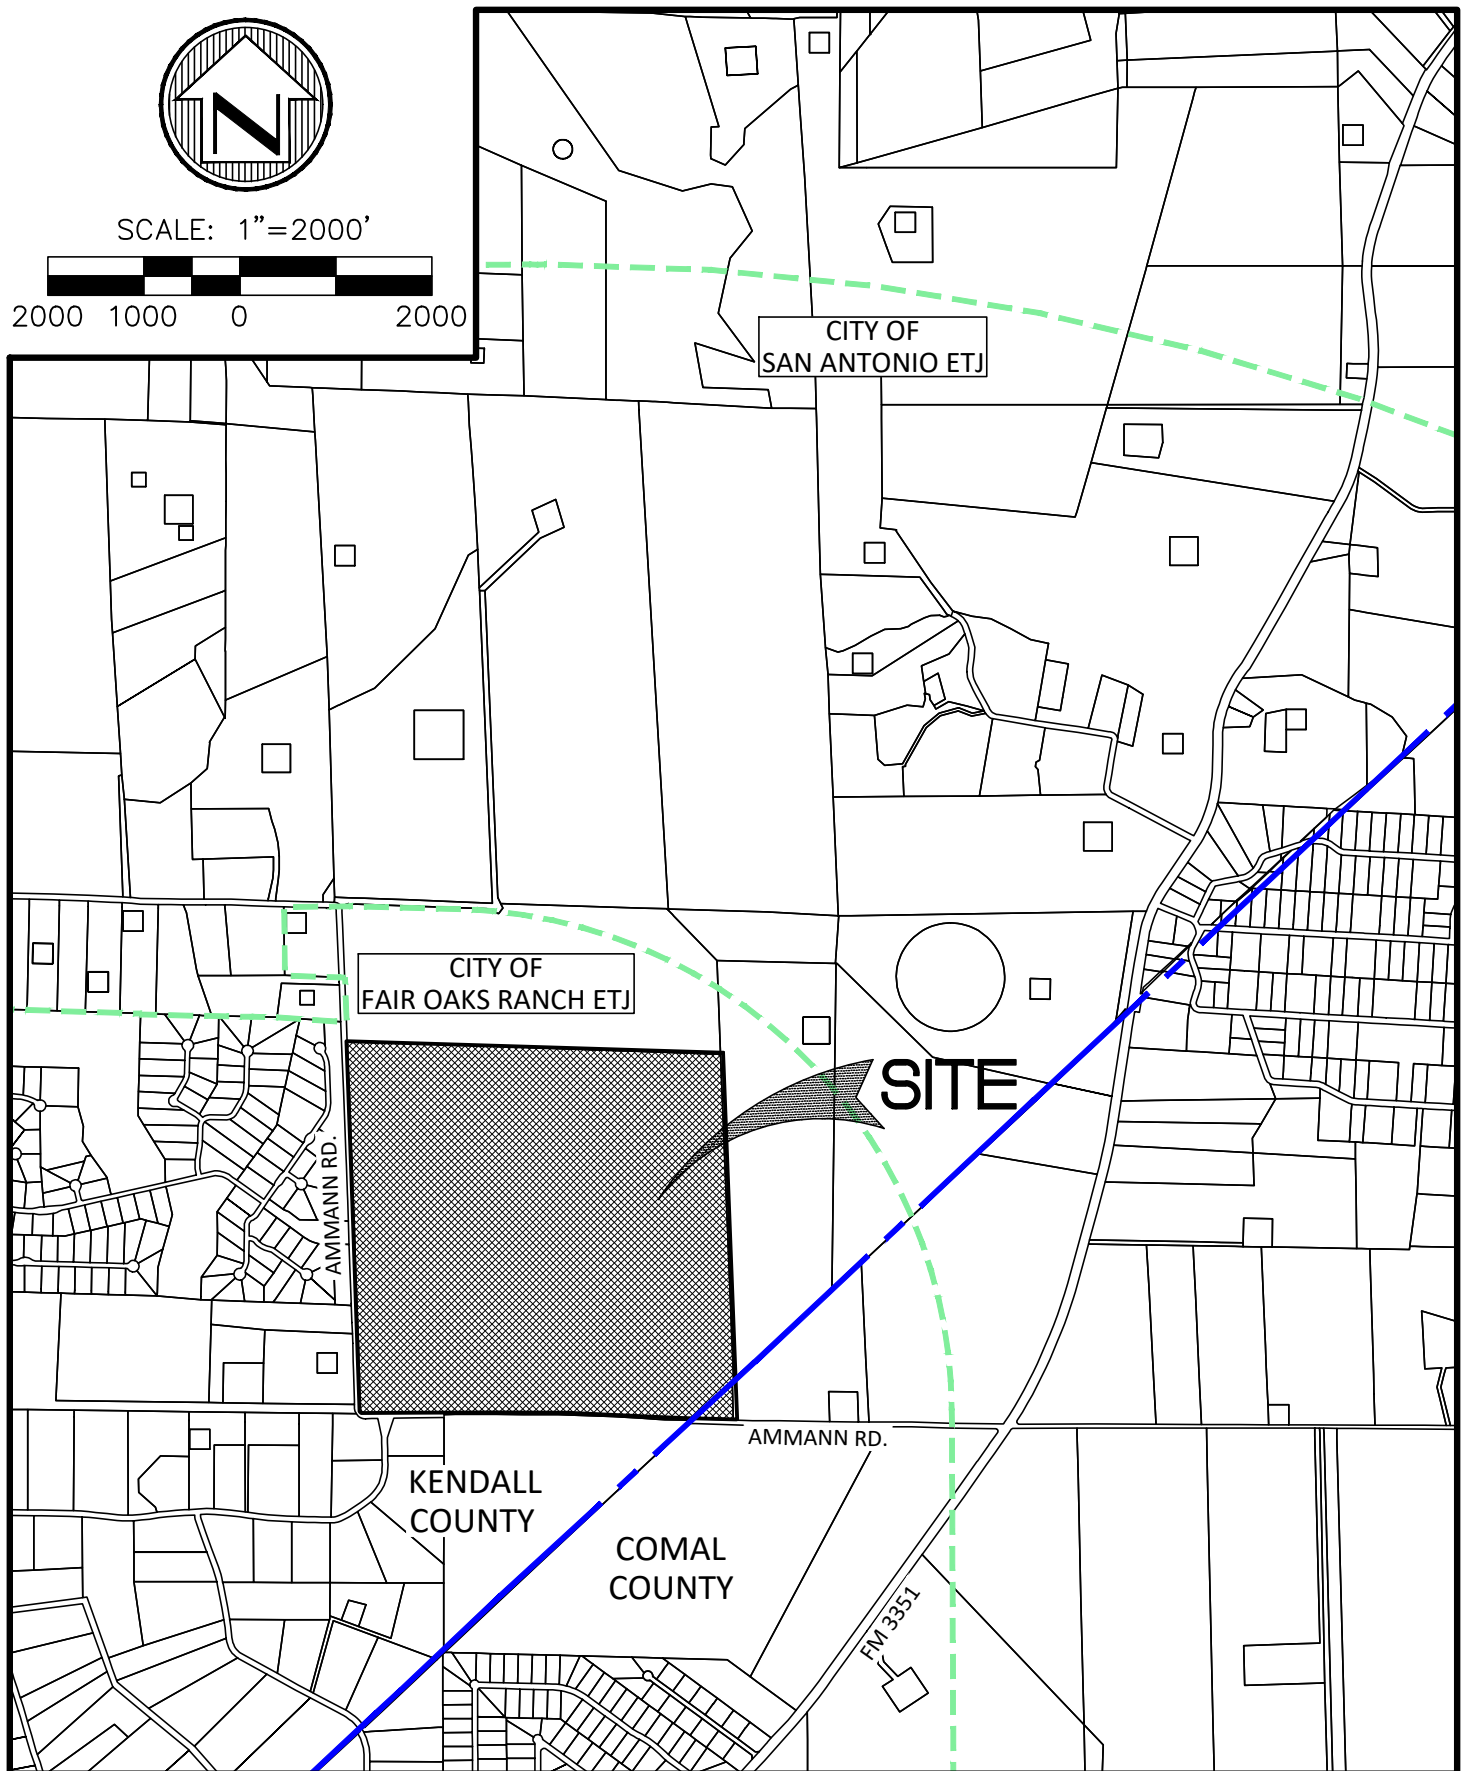 N
SCALE: 1"=2000'
2000 1000 0 2000
CITY OF
SAN ANTONIO ETJ
CITY OF
FAIR OAKS RANCH ETJ
SITE
AMMANN RD.
AMMANN RD.
KENDALL
COUNTY
COMAL
COUNTY
FM 3351